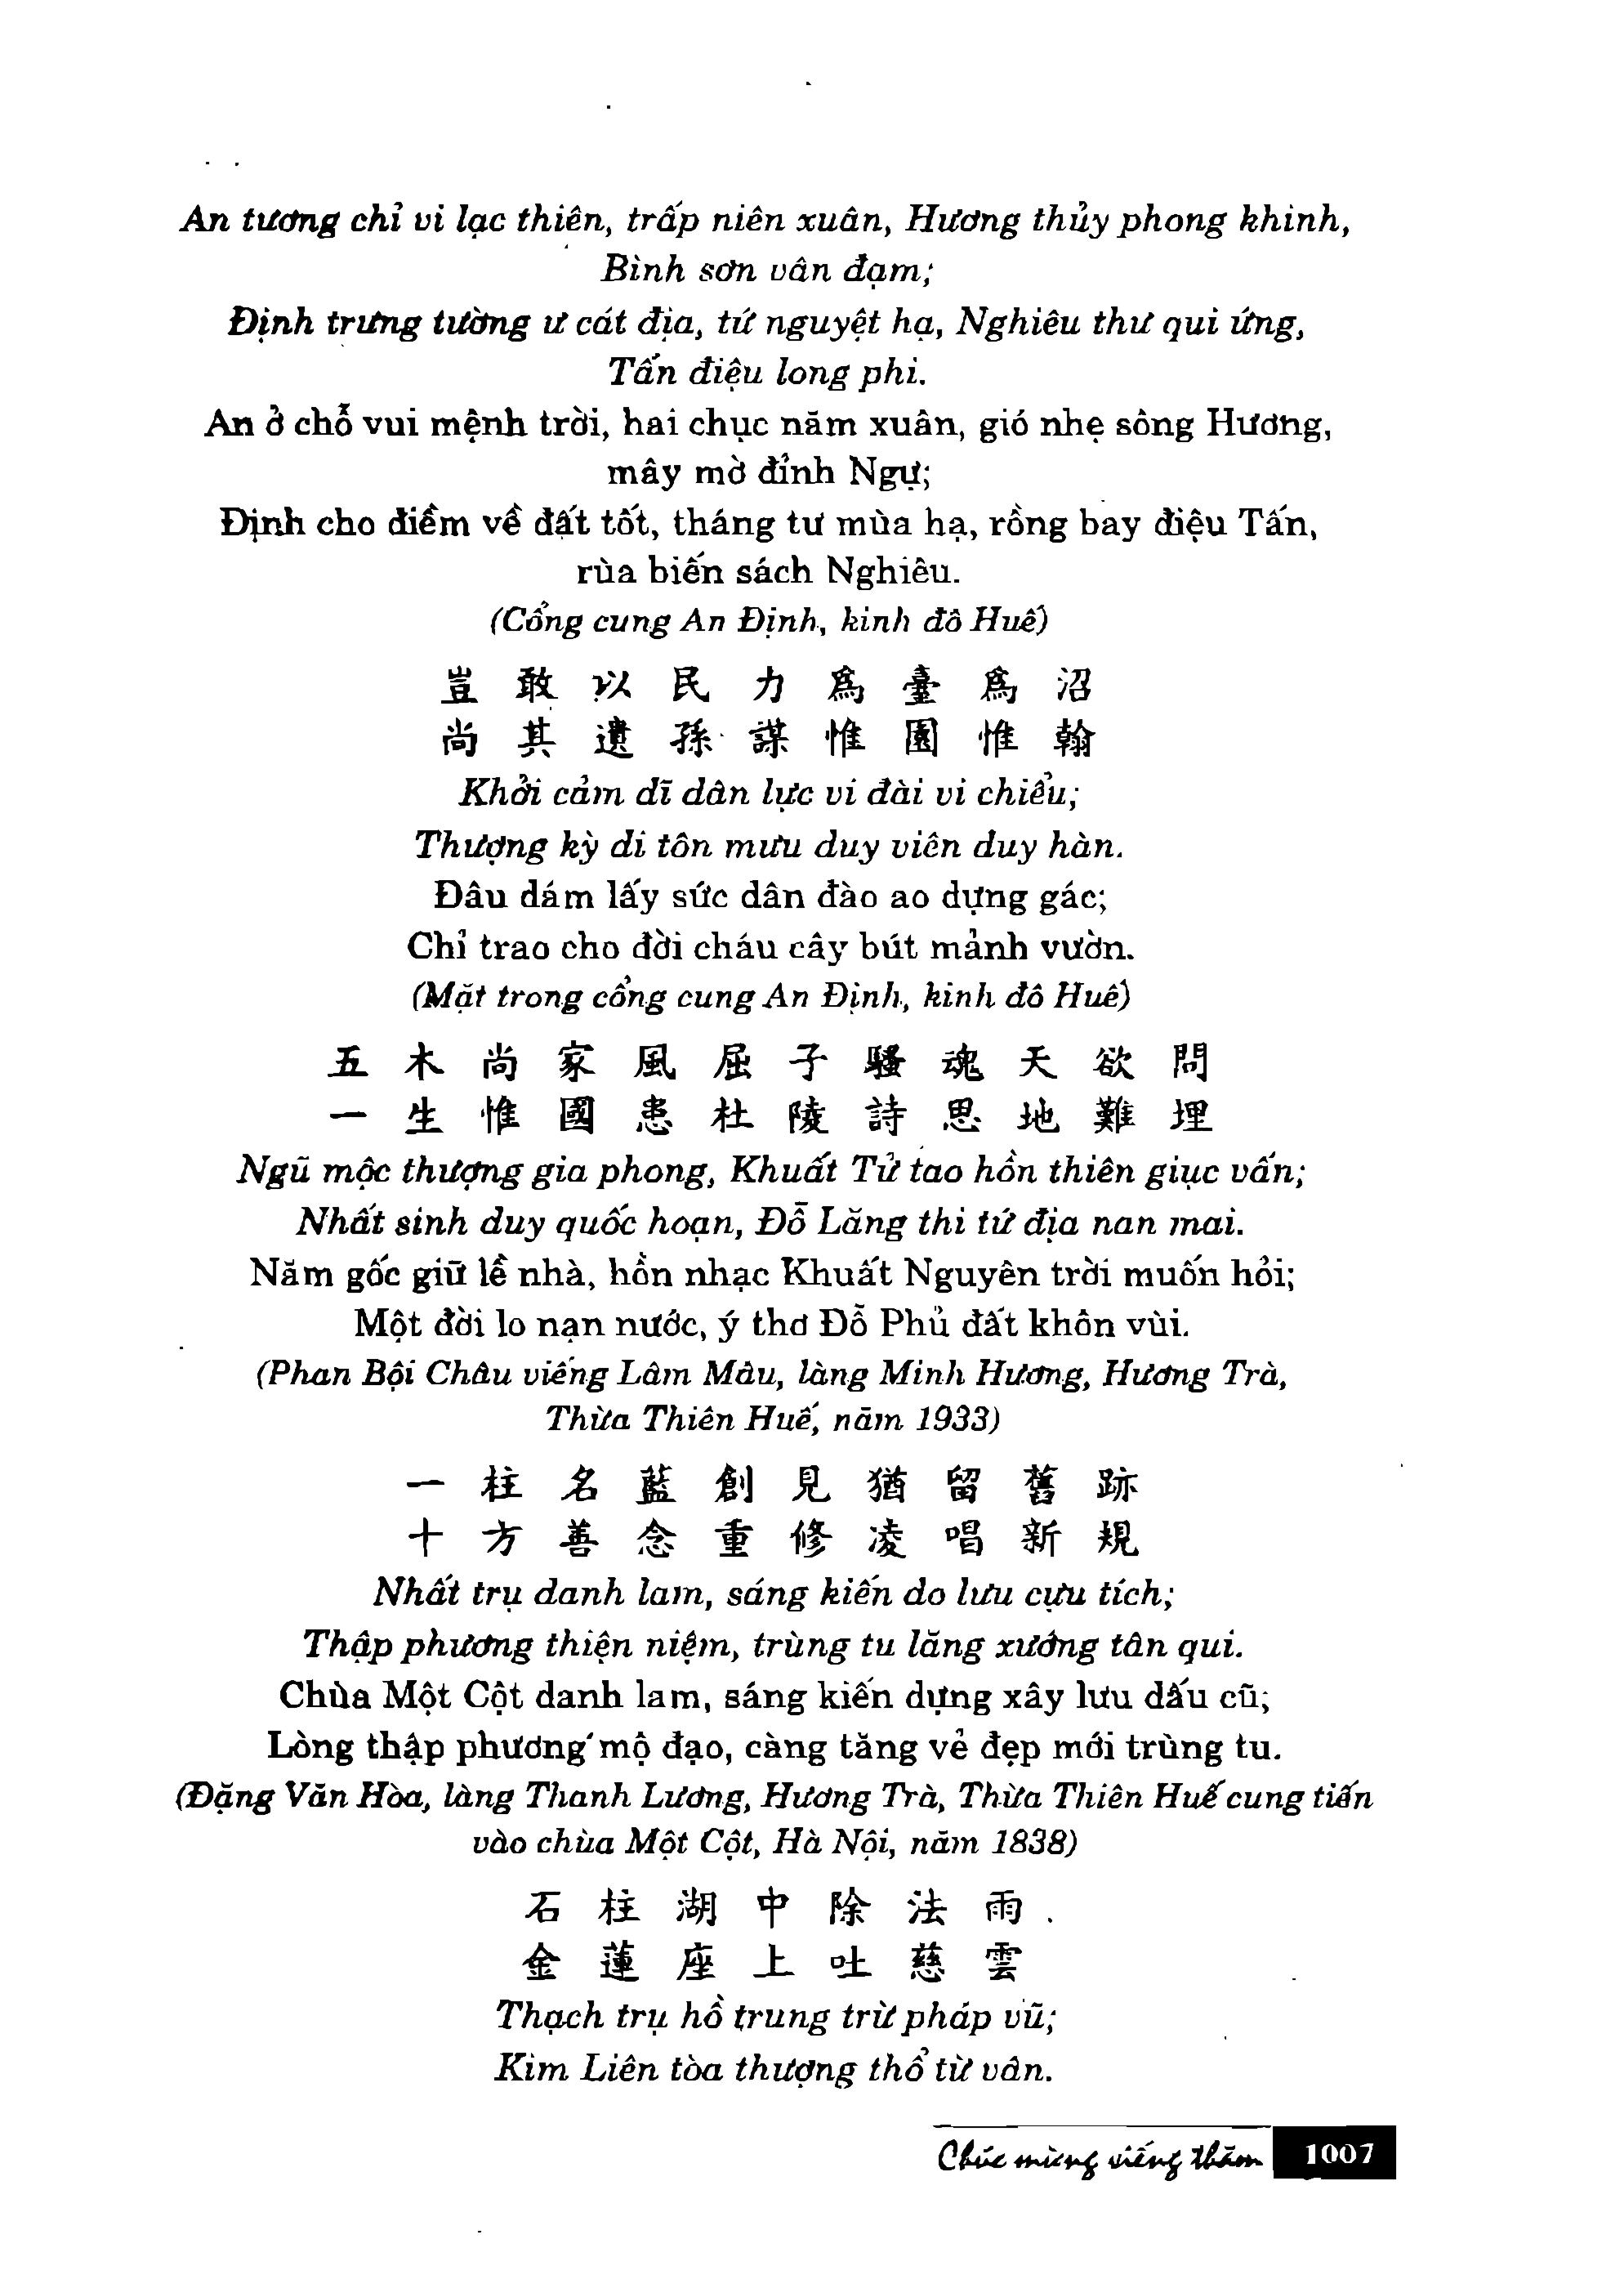 An tương chỉ vi lạc thiên, trấp niên xuân, Hương thủy phong khinh,
Bình sơn vân đạm;
Định trưng tường ư cát địa, tứ nguyệt hạ, Nghiêu thư qui ứng,
Tấn điệu long phi.
An ở chỗ vui mệnh trời, hai chục năm xuân, gió nhẹ sông Hương,
mây mờ đỉnh Ngự;
Định cho điềm về đất tốt, tháng tư mùa hạ, rồng bay điệu Tấn,
rùa biến sách Nghiêu.
(Cổng cung An Định, kinh đô Huế)
豈敢以民力爲臺爲沼
尚其遺孫謀惟園惟翰
Khởi cảm dĩ dân lực vi đài vi chiểu;
Thượng kỳ di tôn mưu duy viên duy hàn.
Đâu dám lấy sức dân đào ao dựng gác;
Chỉ trao cho đời cháu cây bút mảnh vườn.
(Mặt trong cổng cung An Định, kinh đô Huế)
五木尚家風屈子騷魂天欲問
一生惟國患杜陵詩思地難埋
Ngũ mộc thượng gia phong, Khuất Tử tao hồn thiên giục vấn;
Nhất sinh duy quốc hoạn, Đỗ Lăng thi tứ địa nan mai.
Năm gốc giữ lề nhà, hồn nhạc Khuất Nguyên trời muốn hỏi;
Một đời lo nạn nước, ý thơ Đỗ Phủ đất khôn vùi.
(Phan Bội Châu viếng Lâm Mâu, làng Minh Hương, Hương Trà,
Thừa Thiên Huế, năm 1933)
一柱名藍創見猶留舊跡
十方善念重修凌唱新規
Nhất trụ danh lam, sáng kiến do lưu cựu tích;
Thập phương thiện niệm, trùng tu lăng xướng tân qui.
Chùa Một Cột danh lam, sáng kiến dựng xây lưu dấu cũ;
Lòng thập phương mộ đạo, càng tăng vẻ đẹp mới trùng tu.
(Đặng Văn Hòa, làng Thanh Lương, Hương Trà, Thừa Thiên Huế cung tiến
vào chùa Một Cột, Hà Nội, năm 1838)
石柱湖中除法雨
金蓮座上吐慈雲
Thạch trụ hồ trung trừ pháp vũ;
Kim Liên tòa thượng thổ từ vân.
Chúc mừng viếng thăm 1007